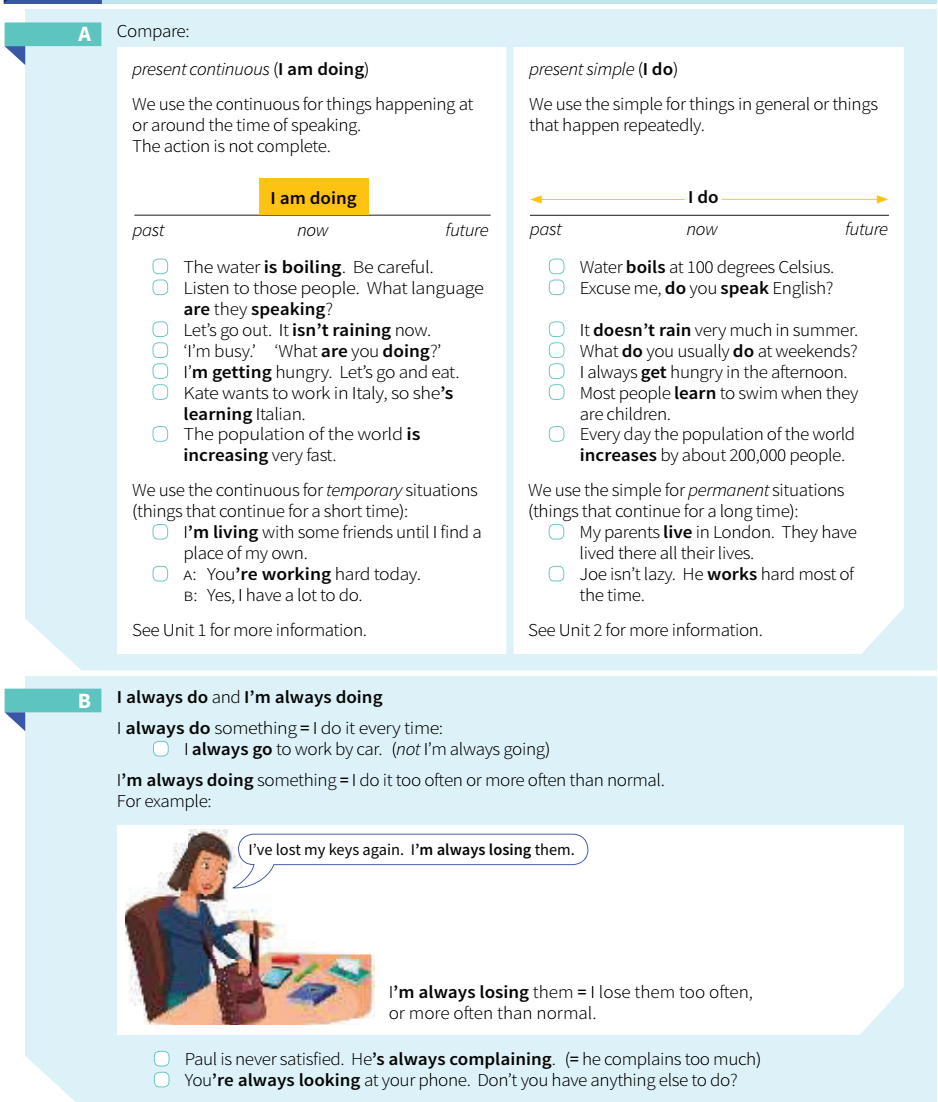 A
Compare:
present continuous (I am doing)
We use the continuous for things happening at
or around the time of speaking.
The action is not complete.
I am doing
past now future
The water is boiling. Be careful.
Listen to those people. What language
are they speaking?
Let's go out. It isn't raining now.
'I'm busy.' 'What are you doing?'
I'm getting hungry. Let's go and eat.
Kate wants to work in Italy, so she's
learning Italian.
The population of the world is
increasing very fast.
We use the continuous for temporary situations
(things that continue for a short time):
I'm living with some friends until I find a
place of my own.
A: You're working hard today.
B: Yes, I have a lot to do.
See Unit 1 for more information.
present simple (I do)
We use the simple for things in general or things
that happen repeatedly.
I do
past now future
Water boils at 100 degrees Celsius.
Excuse me, do you speak English?
It doesn't rain very much in summer.
What do you usually do at weekends?
I always get hungry in the afternoon.
Most people learn to swim when they
are children.
Every day the population of the world
increases by about 200,000 people.
We use the simple for permanent situations
(things that continue for a long time):
My parents live in London. They have
lived there all their lives.
Joe isn't lazy. He works hard most of
the time.
See Unit 2 for more information.
B
I always do and I'm always doing
I always do something = I do it every time:
I always go to work by car. (not I'm always going)
I'm always doing something = I do it too often or more often than normal.
For example:
I've lost my keys again. I'm always losing them.
I'm always losing them = I lose them too often,
or more often than normal.
Paul is never satisfied. He's always complaining. (= he complains too much)
You're always looking at your phone. Don't you have anything else to do?